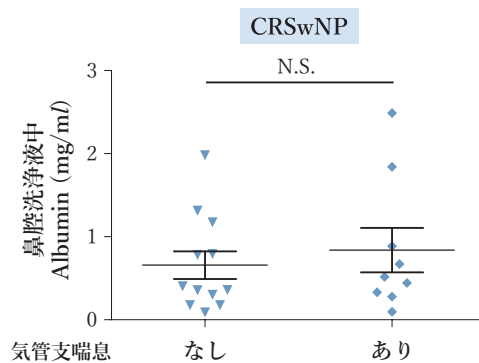 CRSwNP
N.S.
3
2
1
0
鼻腔洗浄液中
Albumin (mg/ml)
気管支喘息 なし あり